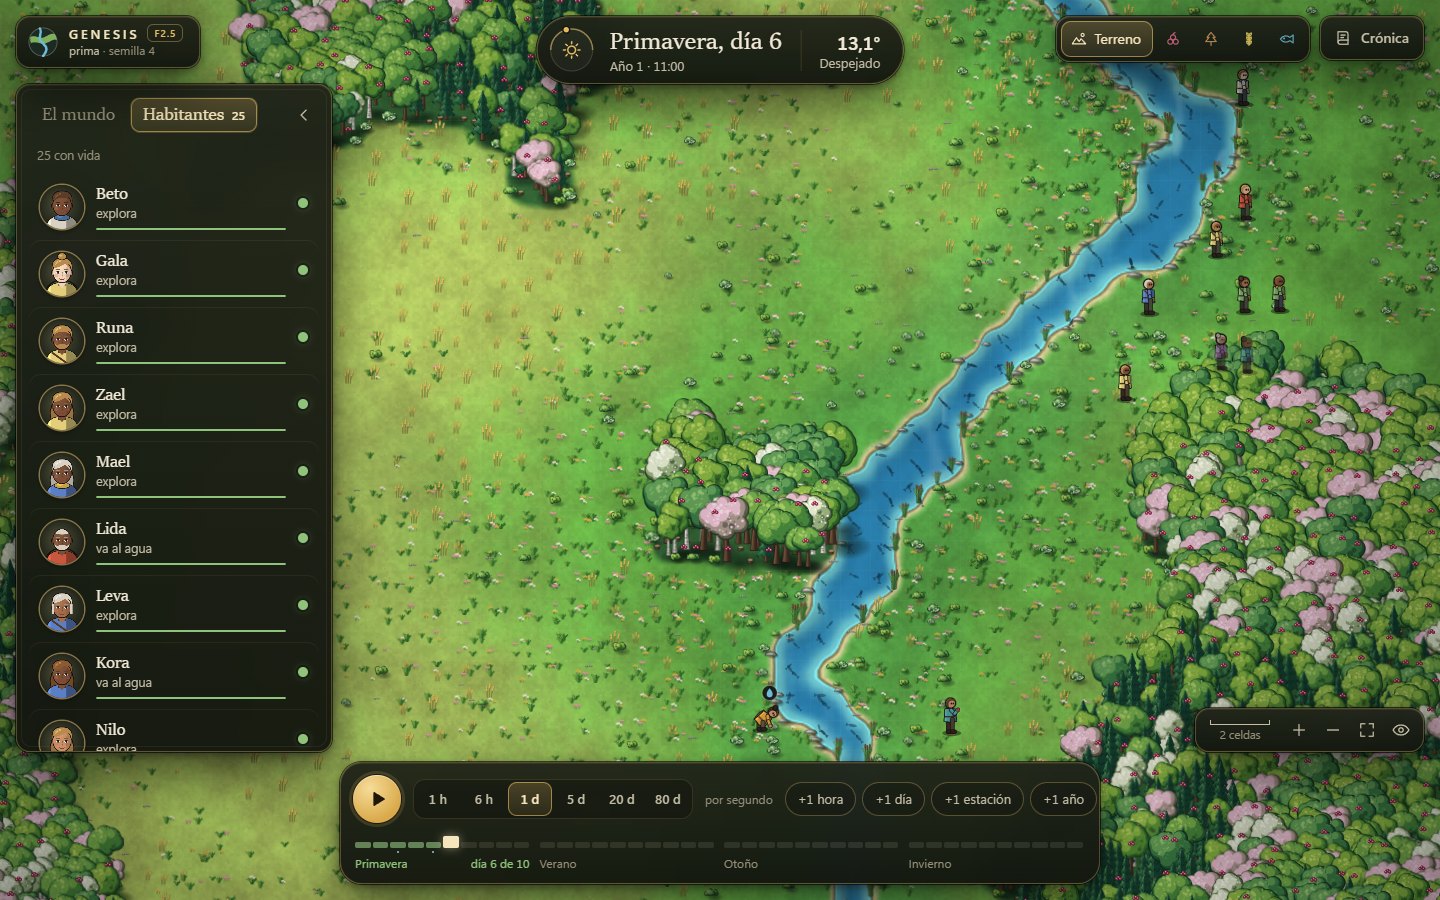 GENESIS F2.5
prima · semilla 4
Primavera, día 6
Año 1 · 11:00
13,1°
Despejado
Terreno
Crónica
El mundo
Habitantes 25
25 con vida
Beto
explora
Gala
explora
Runa
explora
Zael
explora
Mael
explora
Lida
va al agua
Leva
explora
Kora
va al agua
Nilo
explora
2 celdas
1 h
6 h
1 d
5 d
20 d
80 d
por segundo
+1 hora
+1 día
+1 estación
+1 año
Primavera
día 6 de 10
Verano
Otoño
Invierno